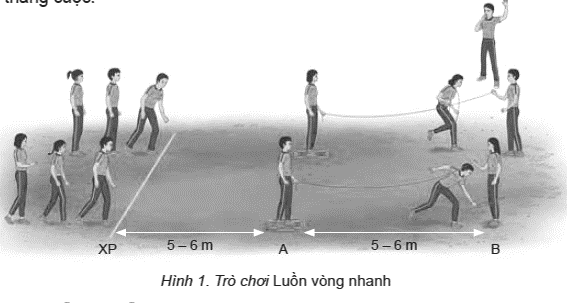 thắng cuộc.
XP 5 – 6 m A 5 – 6 m B
Hình 1. Trò chơi Luồn vòng nhanh